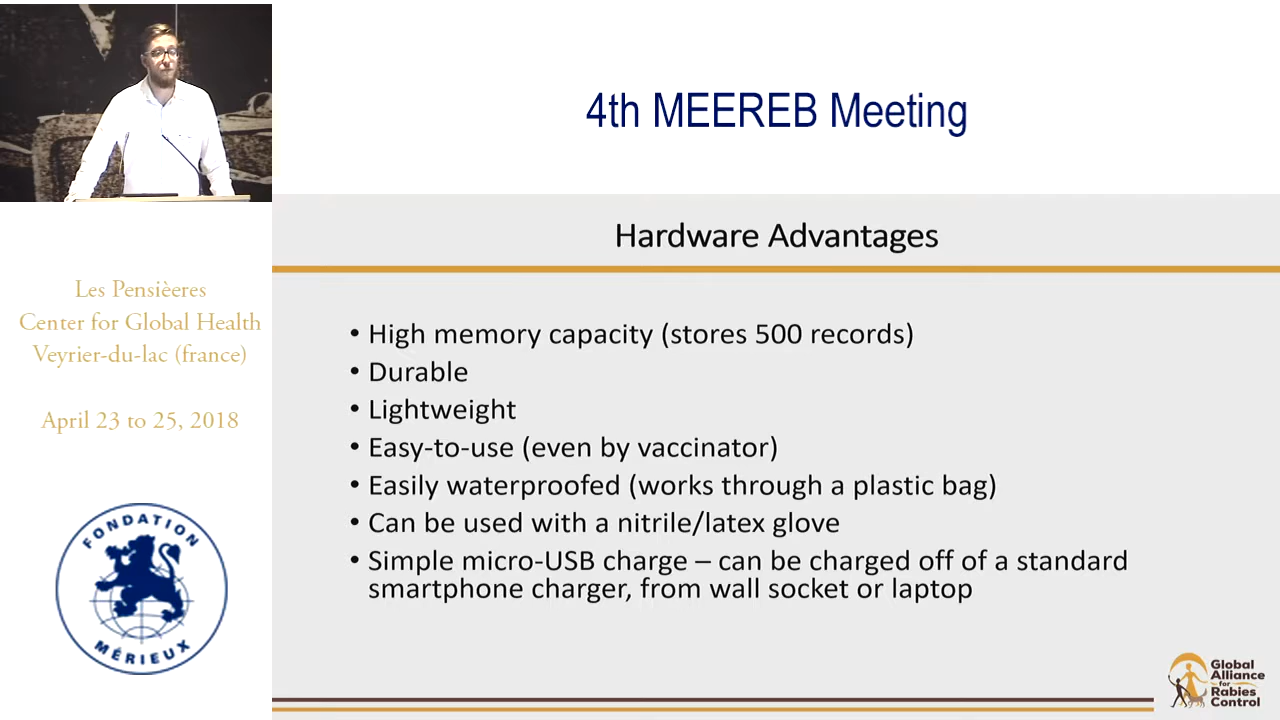 4th MEEREB Meeting
Hardware Advantages
• High memory capacity (stores 500 records)
• Durable
• Lightweight
• Easy-to-use (even by vaccinator)
• Easily waterproofed (works through a plastic bag)
• Can be used with a nitrile/latex glove
• Simple micro-USB charge – can be charged off of a standard
smartphone charger, from wall socket or laptop
Les Pensièeres
Center for Global Health
Veyrier-du-lac (france)
April 23 to 25, 2018
FONDATION
MÉRIEUX
Global
Alliance
for
Rabies
Control